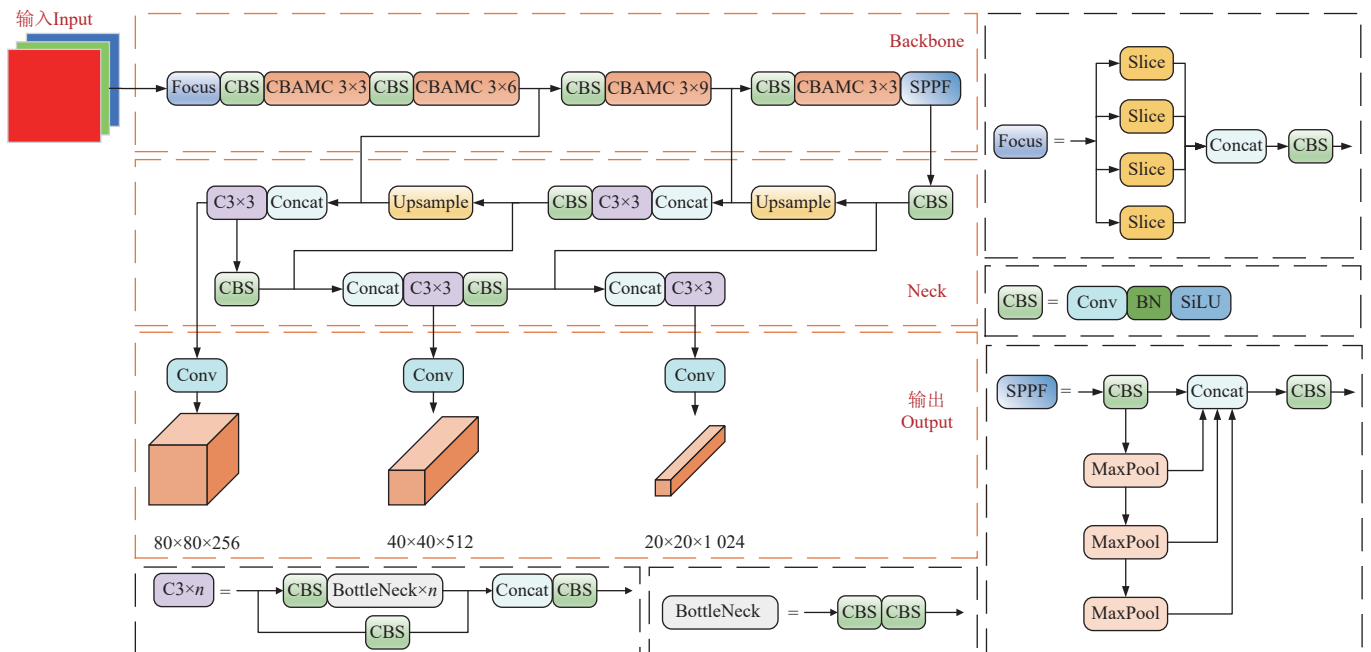 输入Input
Backbone
Focus CBS CBAMC 3×3 CBS CBAMC 3×6 CBS CBAMC 3×9 CBS CBAMC 3×3 SPPF
C3×3 Concat Upsample CBS C3×3 Concat Upsample CBS
CBS Concat C3×3 CBS Concat C3×3
Neck
Conv Conv Conv
输出
Output
80×80×256 40×40×512 20×20×1 024
C3×n = CBS BottleNeck×n Concat CBS
CBS
BottleNeck = CBS CBS
Slice
Slice
Focus = Concat CBS
Slice
Slice
CBS = Conv BN SiLU
SPPF = CBS Concat CBS
MaxPool
MaxPool
MaxPool